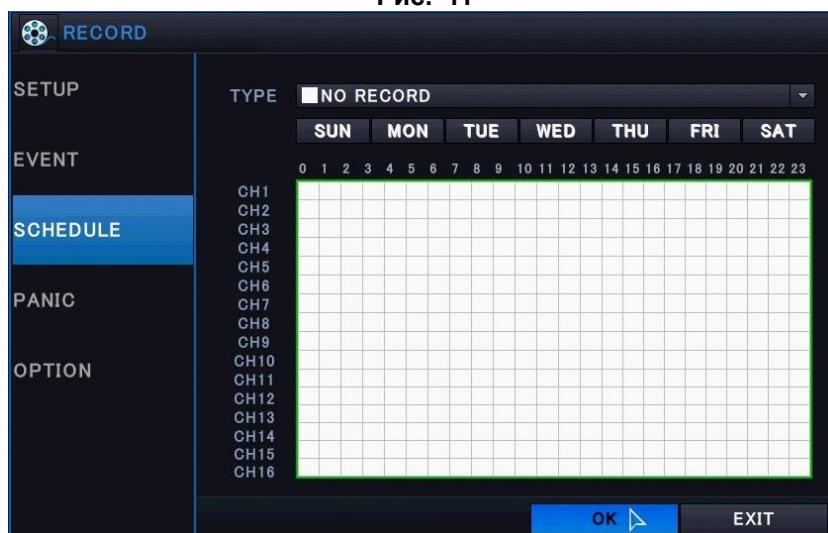 RECORD
SETUP
EVENT
SCHEDULE
PANIC
OPTION
TYPE NO RECORD
SUN MON TUE WED THU FRI SAT
0 1 2 3 4 5 6 7 8 9 10 11 12 13 14 15 16 17 18 19 20 21 22 23
CH1
CH2
CH3
CH4
CH5
CH6
CH7
CH8
CH9
CH10
CH11
CH12
CH13
CH14
CH15
CH16
OK EXIT